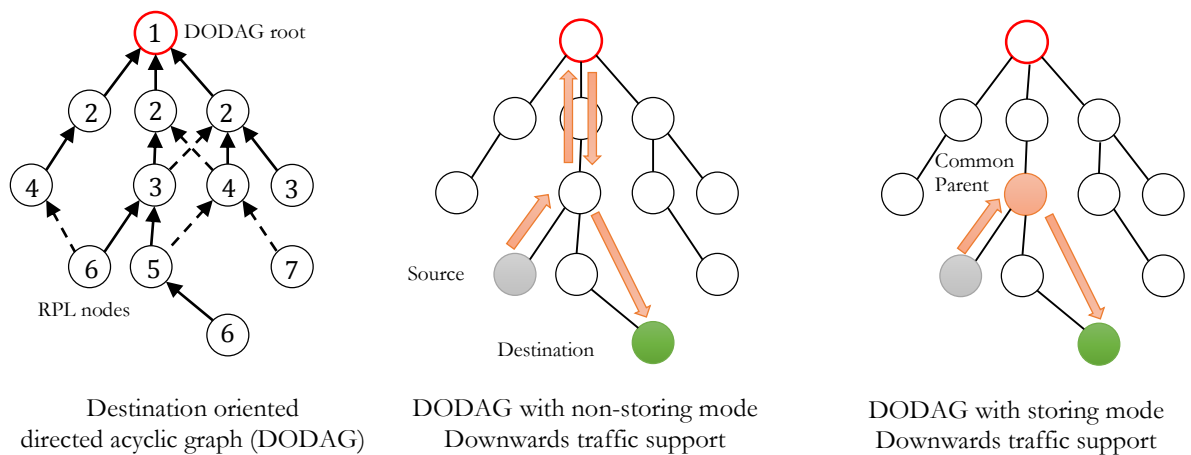 1
DODAG root
2
2
2
4
3
4
3
6
5
7
RPL nodes
6
Destination oriented
directed acyclic graph (DODAG)
Source
Destination
DODAG with non-storing mode
Downwards traffic support
Common
Parent
DODAG with storing mode
Downwards traffic support